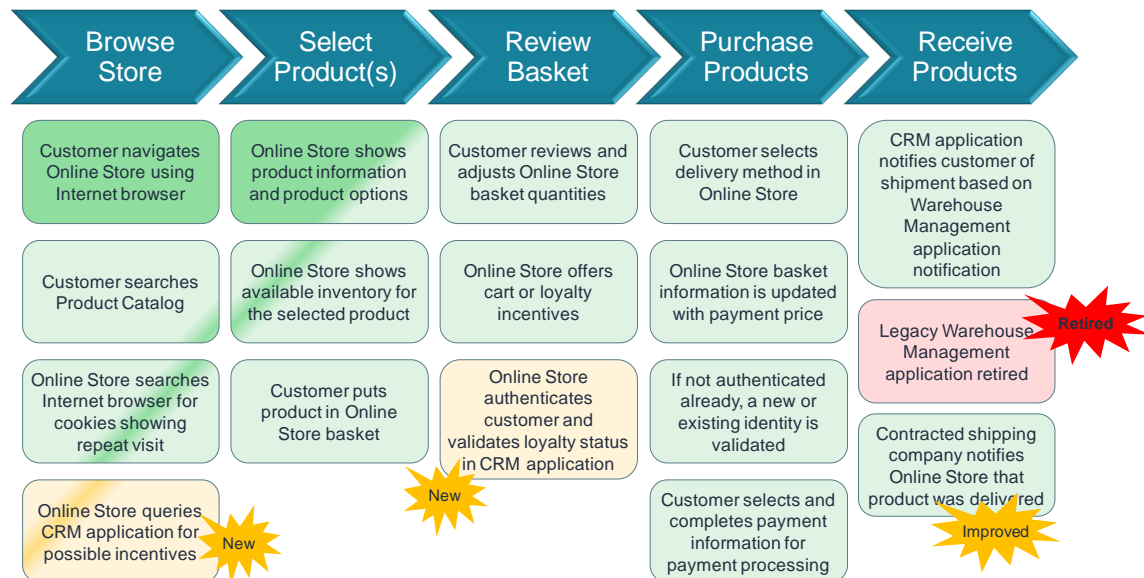 Browse
Store
Select
Product(s)
Review
Basket
Purchase
Products
Receive
Products
Customer navigates
Online Store using
Internet browser
Customer searches
Product Catalog
Online Store searches
Internet browser for
cookies showing
repeat visit
Online Store queries
CRM application for
possible incentives
New
Online Store shows
product information
and product options
Online Store shows
available inventory for
the selected product
Customer puts
product in Online
Store basket
Customer reviews and
adjusts Online Store
basket quantities
Online Store offers
cart or loyalty
incentives
Online Store
authenticates
customer and
validates loyalty status
in CRM application
New
Customer selects
delivery method in
Online Store
Online Store basket
information is updated
with payment price
If not authenticated
already, a new or
existing identity is
validated
Customer selects and
completes payment
information for
payment processing
CRM application
notifies customer of
shipment based on
Warehouse
Management
application
notification
Legacy Warehouse
Management
application retired
Retired
Contracted shipping
company notifies
Online Store that
product was delivered
Improved